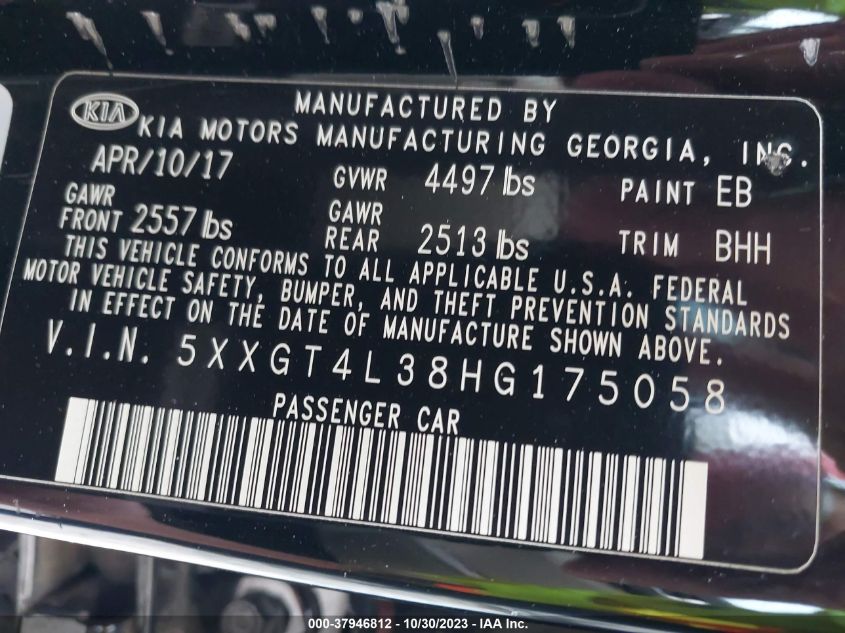 KIA
MANUFACTURED BY
KIA MOTORS MANUFACTURING GEORGIA, INC.
APR/10/17 GVWR 4497 lbs PAINT EB
GAWR FRONT 2557 lbs GAWR REAR 2513 lbs TRIM BHH
THIS VEHICLE CONFORMS TO ALL APPLICABLE U.S.A. FEDERAL
MOTOR VEHICLE SAFETY, BUMPER, AND THEFT PREVENTION STANDARDS
IN EFFECT ON THE DATE OF MANUFACTURE SHOWN ABOVE.
V.I.N. 5XXGT4L38HG175058
PASSENGER CAR
000-37946812 - 10/30/2023 - IAA Inc.